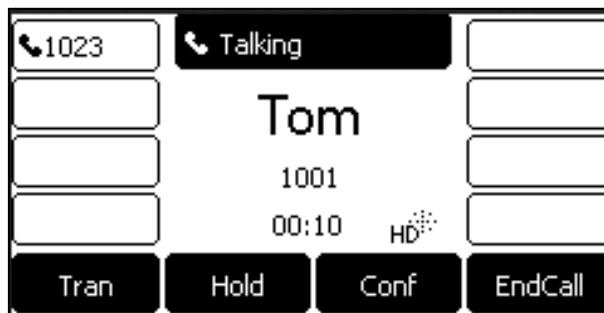 1023
Talking
Tom
1001
00:10 HD
Tran Hold Conf EndCall